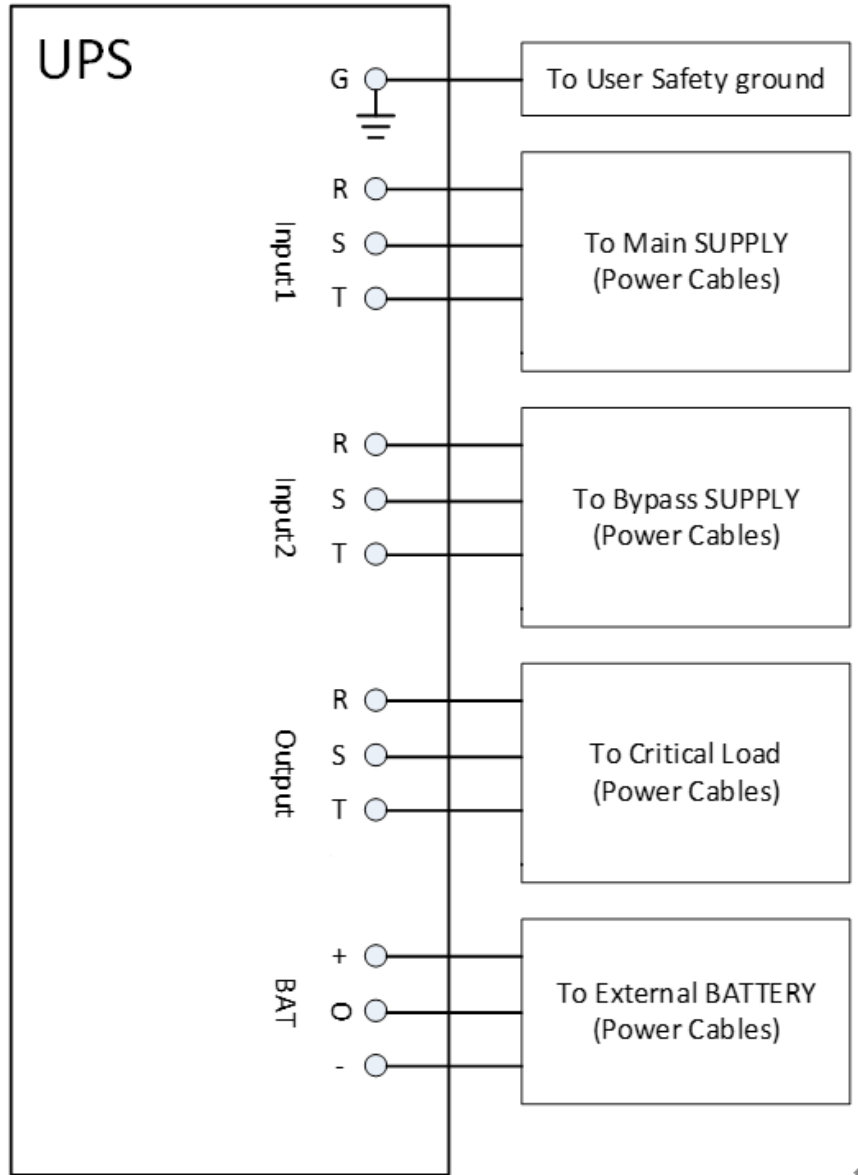 UPS
G
To User Safety ground
Input1
R
S
T
To Main SUPPLY
(Power Cables)
Input2
R
S
T
To Bypass SUPPLY
(Power Cables)
Output
R
S
T
To Critical Load
(Power Cables)
BAT
+
O
-
To External BATTERY
(Power Cables)